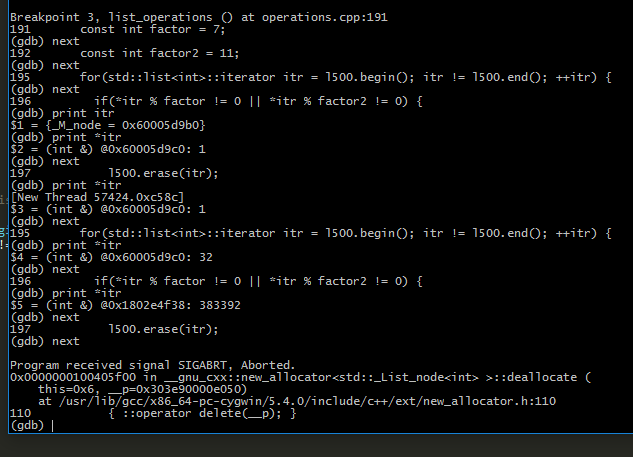 Breakpoint 3, list_operations () at operations.cpp:191
191       const int factor = 7;
(gdb) next
192       const int factor2 = 11;
(gdb) next
195       for(std::list<int>::iterator itr = l500.begin(); itr != l500.end(); ++itr) {
(gdb) next
196         if(*itr % factor != 0 || *itr % factor2 != 0) {
(gdb) print itr
$1 = {_M_node = 0x60005d9b0}
(gdb) print *itr
$2 = (int &) @0x60005d9c0: 1
(gdb) next
197           l500.erase(itr);
(gdb) print *itr
[New Thread 57424.0xc58c]
$3 = (int &) @0x60005d9c0: 1
(gdb) next
195       for(std::list<int>::iterator itr = l500.begin(); itr != l500.end(); ++itr) {
(gdb) print *itr
$4 = (int &) @0x60005d9c0: 32
(gdb) next
196         if(*itr % factor != 0 || *itr % factor2 != 0) {
(gdb) print *itr
$5 = (int &) @0x1802e4f38: 383392
(gdb) next
197           l500.erase(itr);
(gdb) next
Program received signal SIGABRT, Aborted.
0x0000000100405f00 in __gnu_cxx::new_allocator<std::_List_node<int> >::deallocate (
    this=0x6, __p=0x303e90000e050)
    at /usr/lib/gcc/x86_64-pc-cygwin/5.4.0/include/c++/ext/new_allocator.h:110
110           { ::operator delete(__p); }
(gdb)